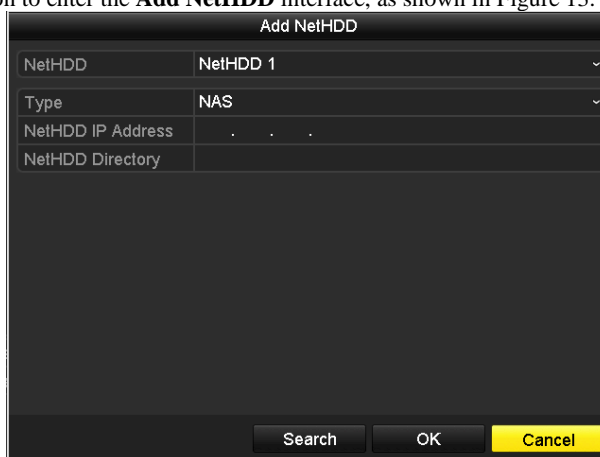 to enter the Add NetHDD interface, as shown in Figure 13.
Add NetHDD
NetHDD NetHDD 1
Type NAS
NetHDD IP Address . . .
NetHDD Directory
Search OK Cancel